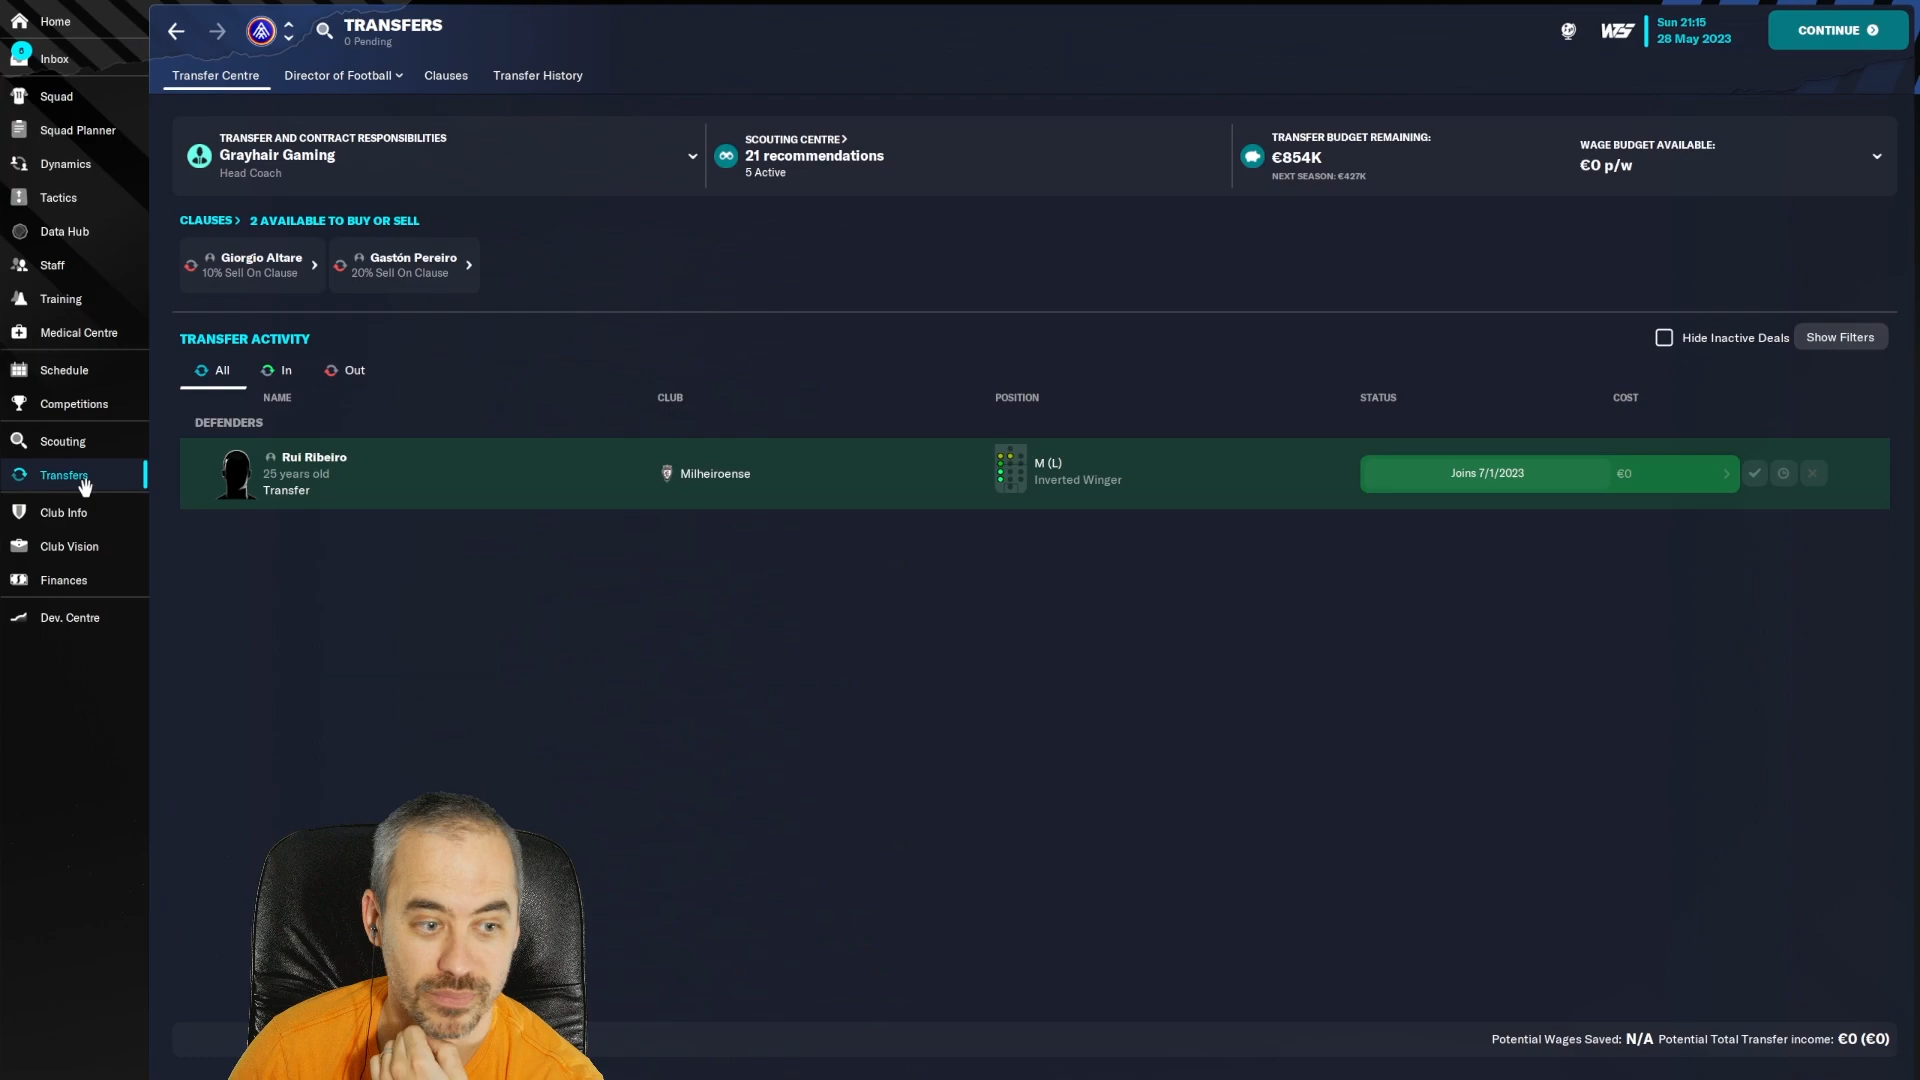 Home
6
Inbox
Squad
Squad Planner
Dynamics
Tactics
Data Hub
Staff
Training
Medical Centre
Schedule
Competitions
Scouting
Transfers
Club Info
Club Vision
Finances
Dev. Centre
TRANSFERS
0 Pending
Sun 21:15
28 May 2023
CONTINUE
Transfer Centre
Director of Football
Clauses
Transfer History
TRANSFER AND CONTRACT RESPONSIBILITIES
Grayhair Gaming
Head Coach
SCOUTING CENTRE>
21 recommendations
5 Active
TRANSFER BUDGET REMAINING:
€854K
NEXT SEASON: €427K
WAGE BUDGET AVAILABLE:
€0 p/w
CLAUSES> 2 AVAILABLE TO BUY OR SELL
Giorgio Altare
10% Sell On Clause
Gastón Pereiro
20% Sell On Clause
TRANSFER ACTIVITY
Hide Inactive Deals
Show Filters
All In Out
NAME CLUB POSITION STATUS COST
DEFENDERS
Rui Ribeiro
25 years old
Transfer
Milheiroense
M (L)
Inverted Winger
Joins 7/1/2023 €0
Potential Wages Saved: N/A Potential Total Transfer income: €0 (€0)